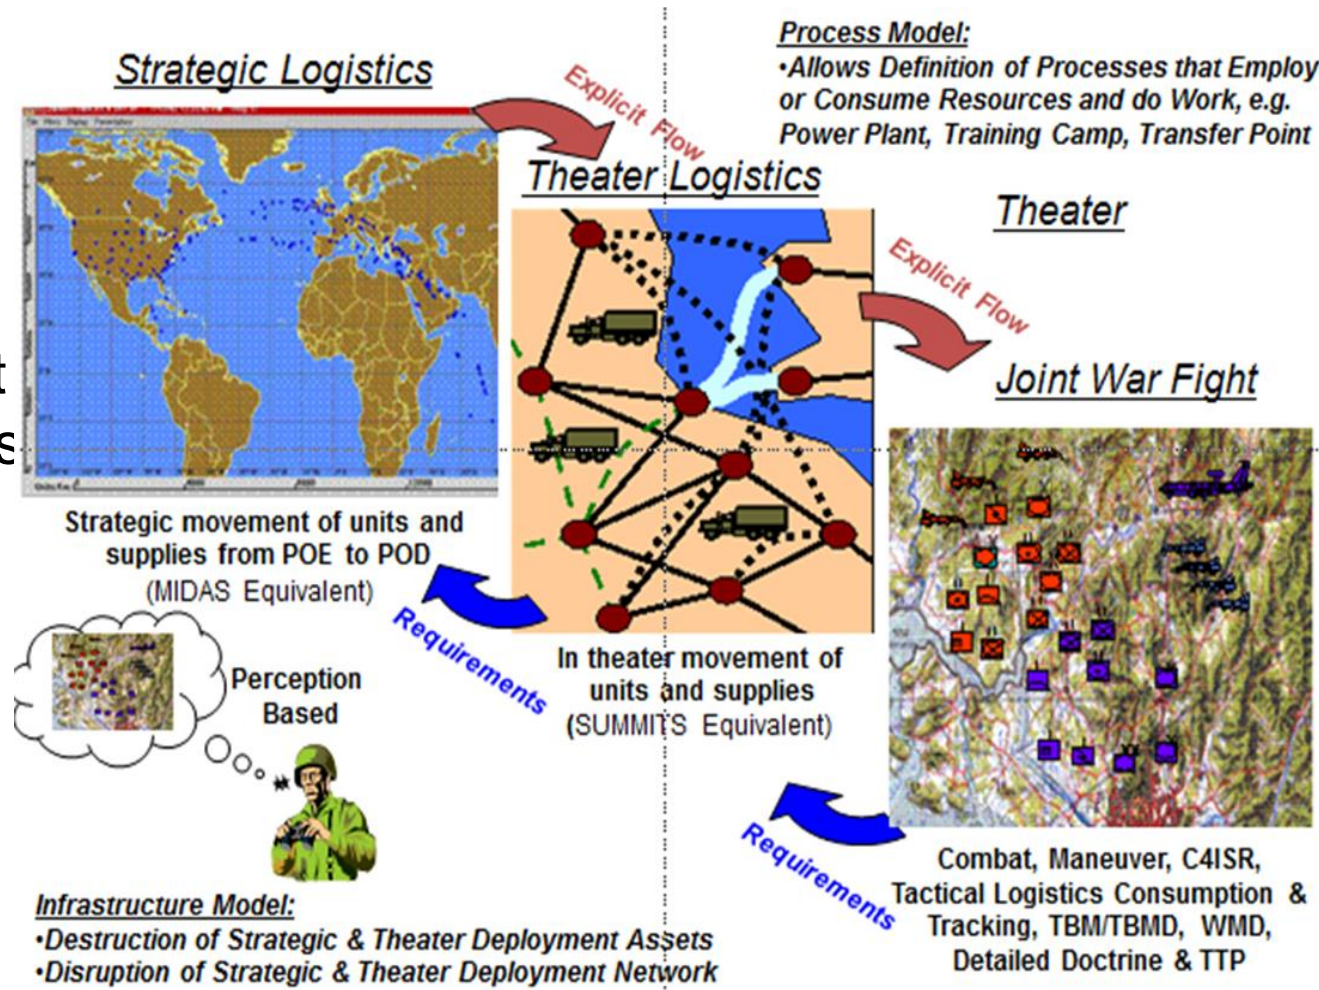 Process Model:
•Allows Definition of Processes that Employ
or Consume Resources and do Work, e.g.
Power Plant, Training Camp, Transfer Point
Strategic Logistics
Explicit Flow
Theater Logistics
Theater
Explicit Flow
Joint War Fight
t
s
Strategic movement of units and
supplies from POE to POD
(MIDAS Equivalent)
Requirements
In theater movement of
units and supplies
(SUMMITS Equivalent)
Perception
Based
Requirements
Combat, Maneuver, C4ISR,
Tactical Logistics Consumption &
Tracking, TBM/TBMD, WMD,
Detailed Doctrine & TTP
Infrastructure Model:
•Destruction of Strategic & Theater Deployment Assets
•Disruption of Strategic & Theater Deployment Network